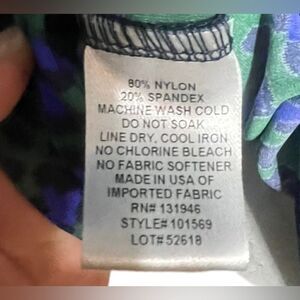 80% NYLON
20% SPANDEX
MACHINE WASH COLD
DO NOT SOAK
LINE DRY, COOL IRON
NO CHLORINE BLEACH
NO FABRIC SOFTENER
MADE IN USA OF
IMPORTED FABRIC
RN# 131946
STYLE# 101569
LOT# 52618